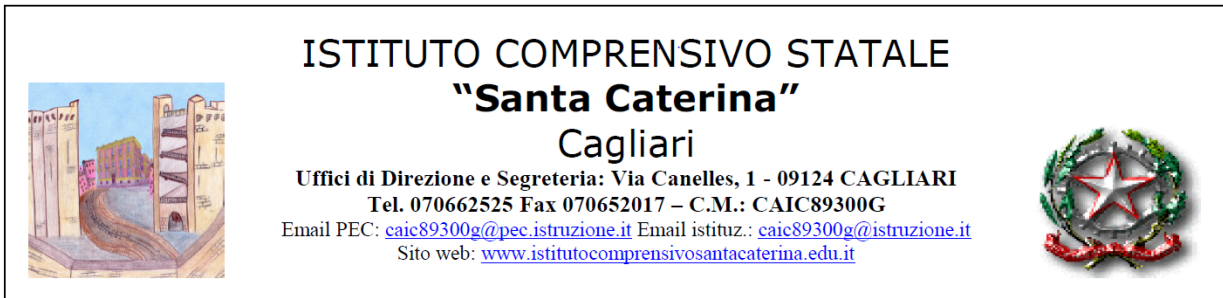 ISTITUTO COMPRENSIVO STATALE
“Santa Caterina”
Cagliari
Uffici di Direzione e Segreteria: Via Canelles, 1 - 09124 CAGLIARI
Tel. 070662525 Fax 070652017 – C.M.: CAIC89300G
Email PEC: caic89300g@pec.istruzione.it Email istituz.: caic89300g@istruzione.it
Sito web: www.istitutocomprensivosantacaterina.edu.it